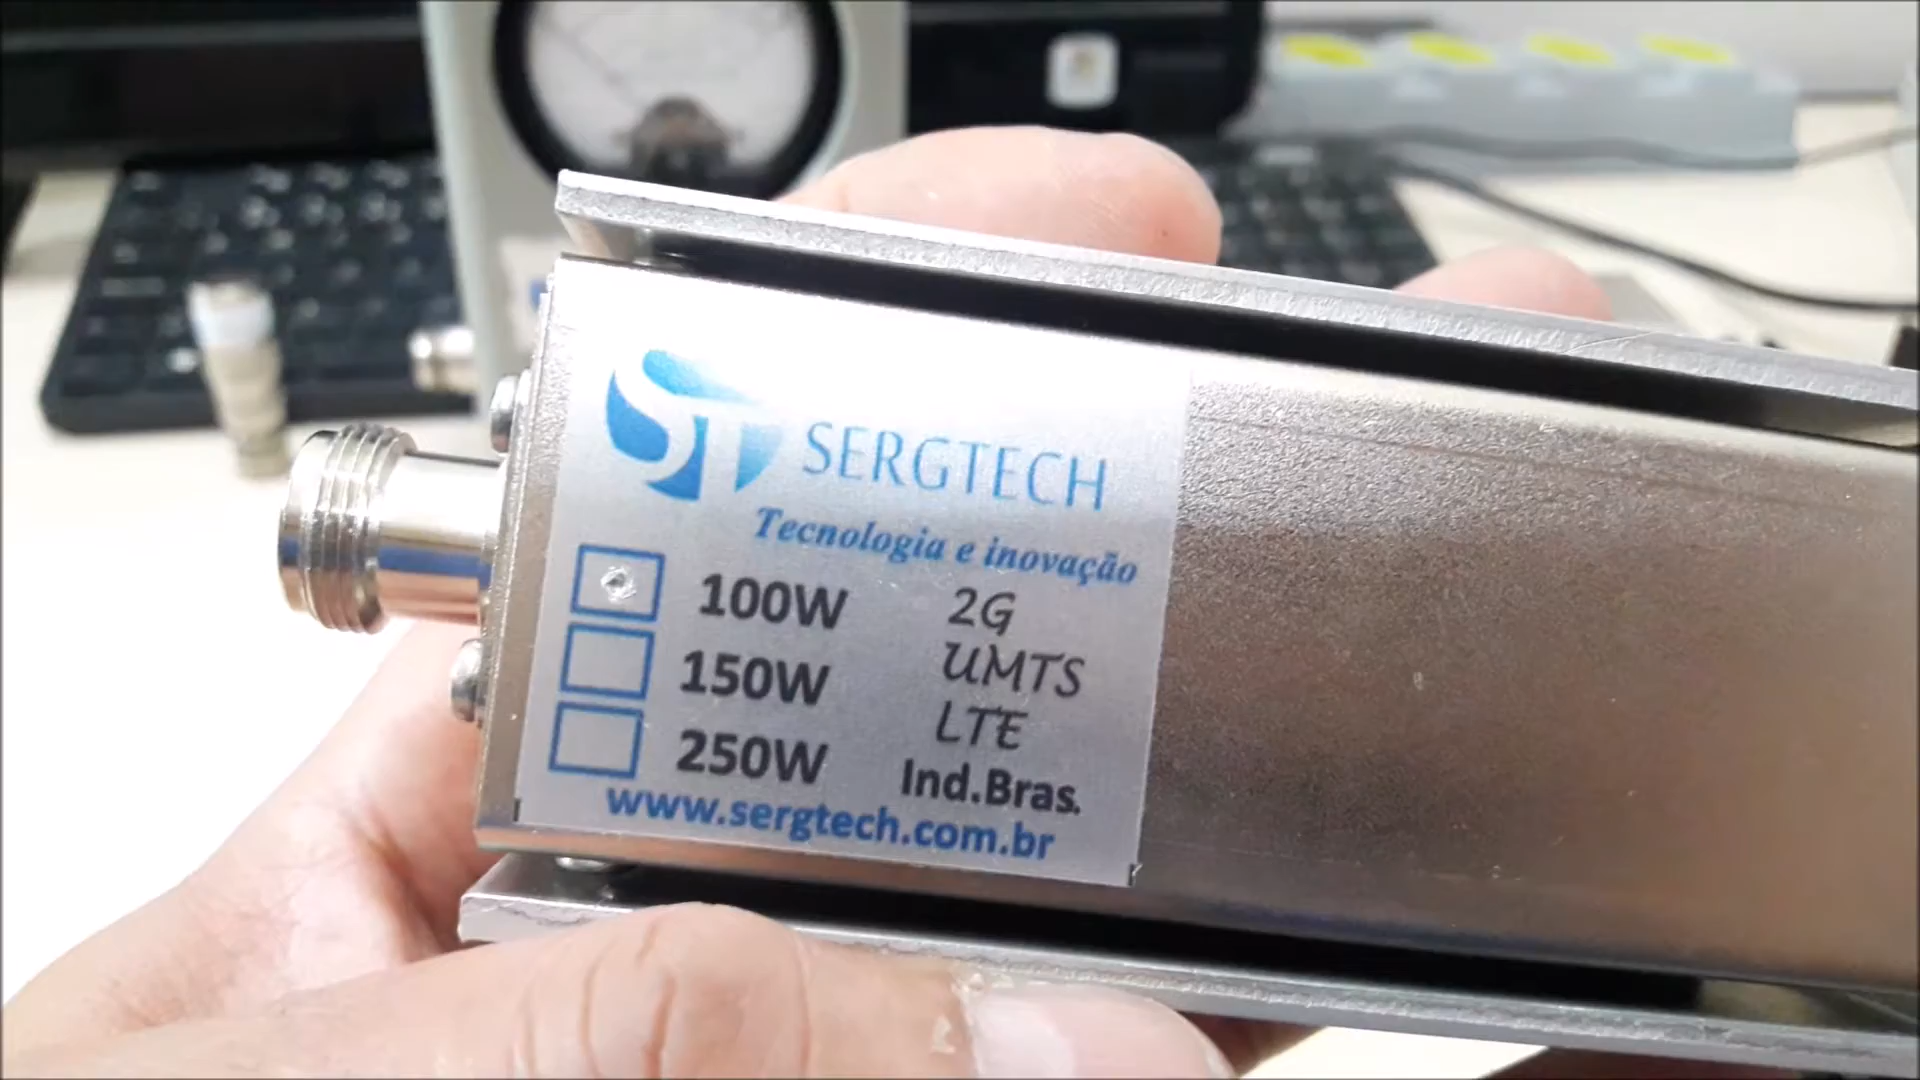 ST SERGTECH
Tecnologia e inovação
100W 2G
150W UMTS
250W LTE
Ind.Bras.
www.sergtech.com.br